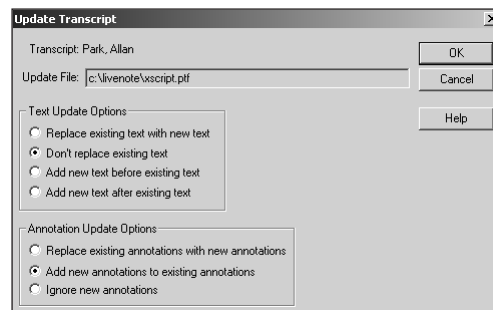 Update Transcript
Transcript: Park, Allan
OK
Update File: c:\livenote\xscript.ptf
Cancel
Text Update Options
Help
Replace existing text with new text
Don't replace existing text
Add new text before existing text
Add new text after existing text
Annotation Update Options
Replace existing annotations with new annotations
Add new annotations to existing annotations
Ignore new annotations